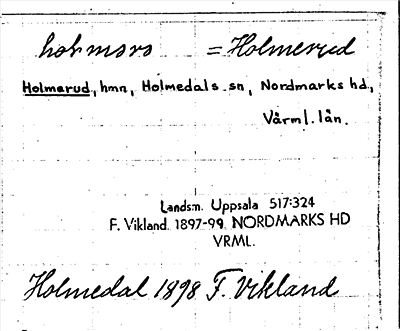 holmsro = Holmerud
Holmerud, hmn, Holmedals sn, Nordmarks hd,
Värml. län.
Landsm. Uppsala 517:324
F. Vikland. 1897-99. NORDMARKS HD
VRML.
Holmedal 1898 F. Vikland